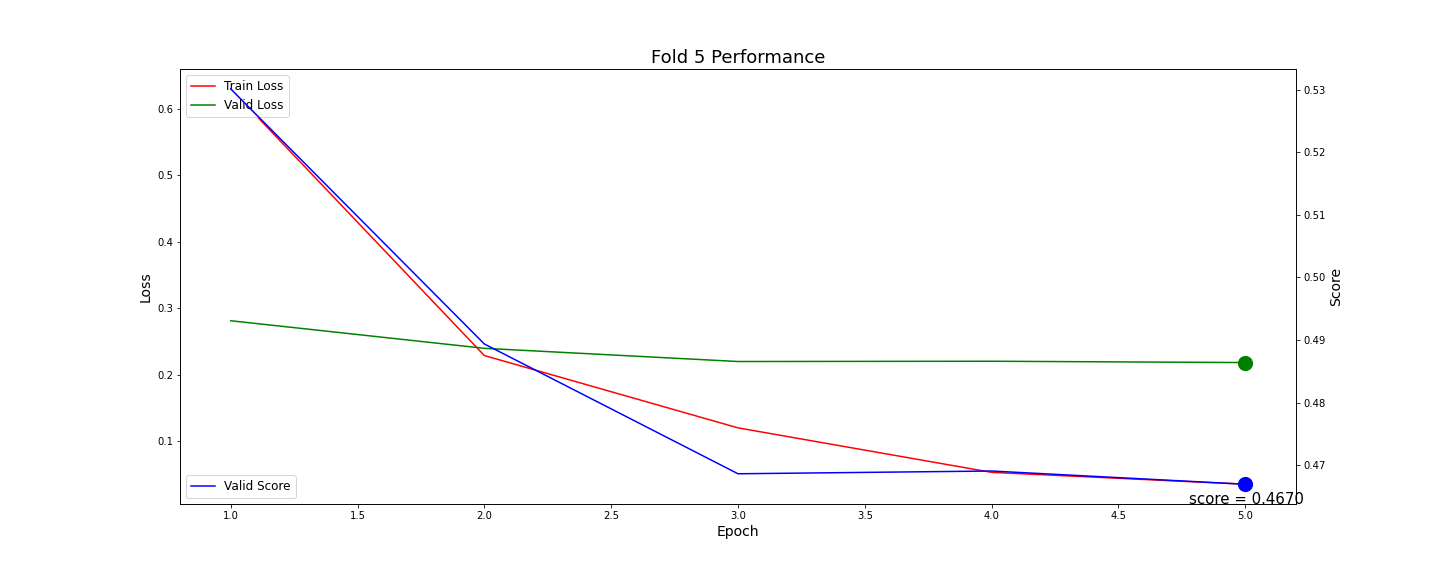 Fold 5 Performance
Train Loss
Valid Loss
Valid Score
Loss
0.6
0.5
0.4
0.3
0.2
0.1
Score
0.53
0.52
0.51
0.50
0.49
0.48
0.47
score = 0.4670
1.0 1.5 2.0 2.5 3.0 3.5 4.0 4.5 5.0
Epoch